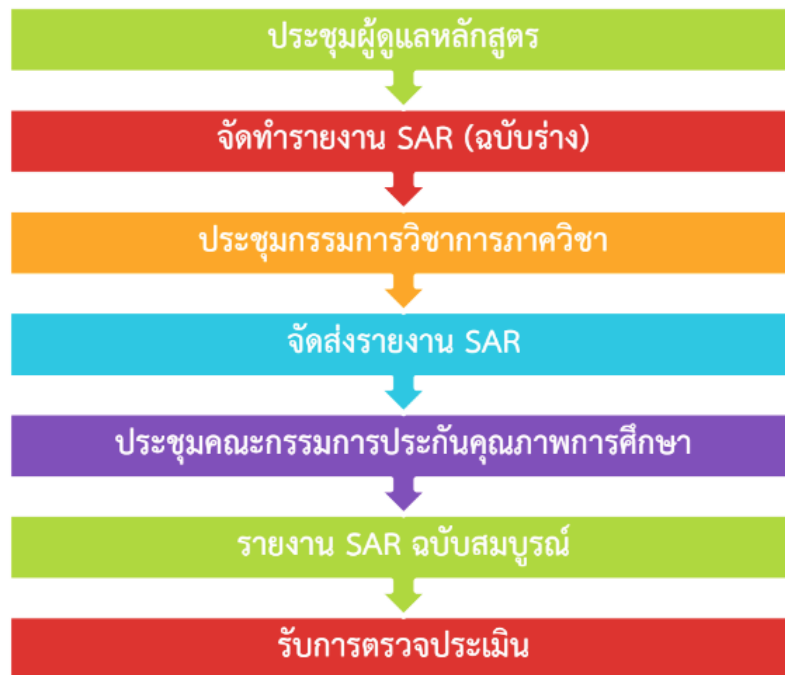 ประชุมผู้ดูแลหลักสูตร
จัดทำรายงาน SAR (ฉบับร่าง)
ประชุมกรรมการวิชาการภาควิชา
จัดส่งรายงาน SAR
ประชุมคณะกรรมการประกันคุณภาพการศึกษา
รายงาน SAR ฉบับสมบูรณ์
รับการตรวจประเมิน